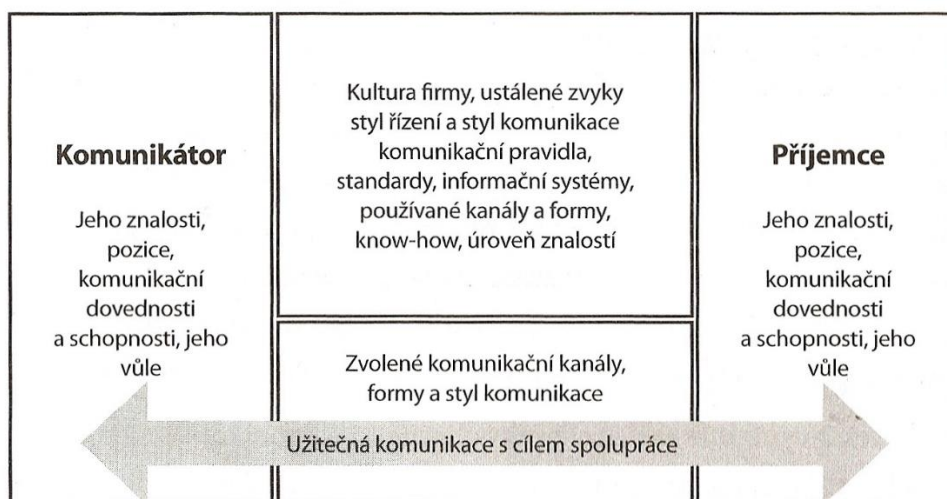 Komunikátor
Jeho znalosti,
pozice,
komunikační
dovednosti
a schopnosti, jeho
vůle
Kultura firmy, ustálené zvyky
styl řízení a styl komunikace
komunikační pravidla,
standardy, informační systémy,
používané kanály a formy,
know-how, úroveň znalostí
Zvolené komunikační kanály,
formy a styl komunikace
Příjemce
Jeho znalosti,
pozice,
komunikační
dovednosti
a schopnosti, jeho
vůle
Užitečná komunikace s cílem spolupráce